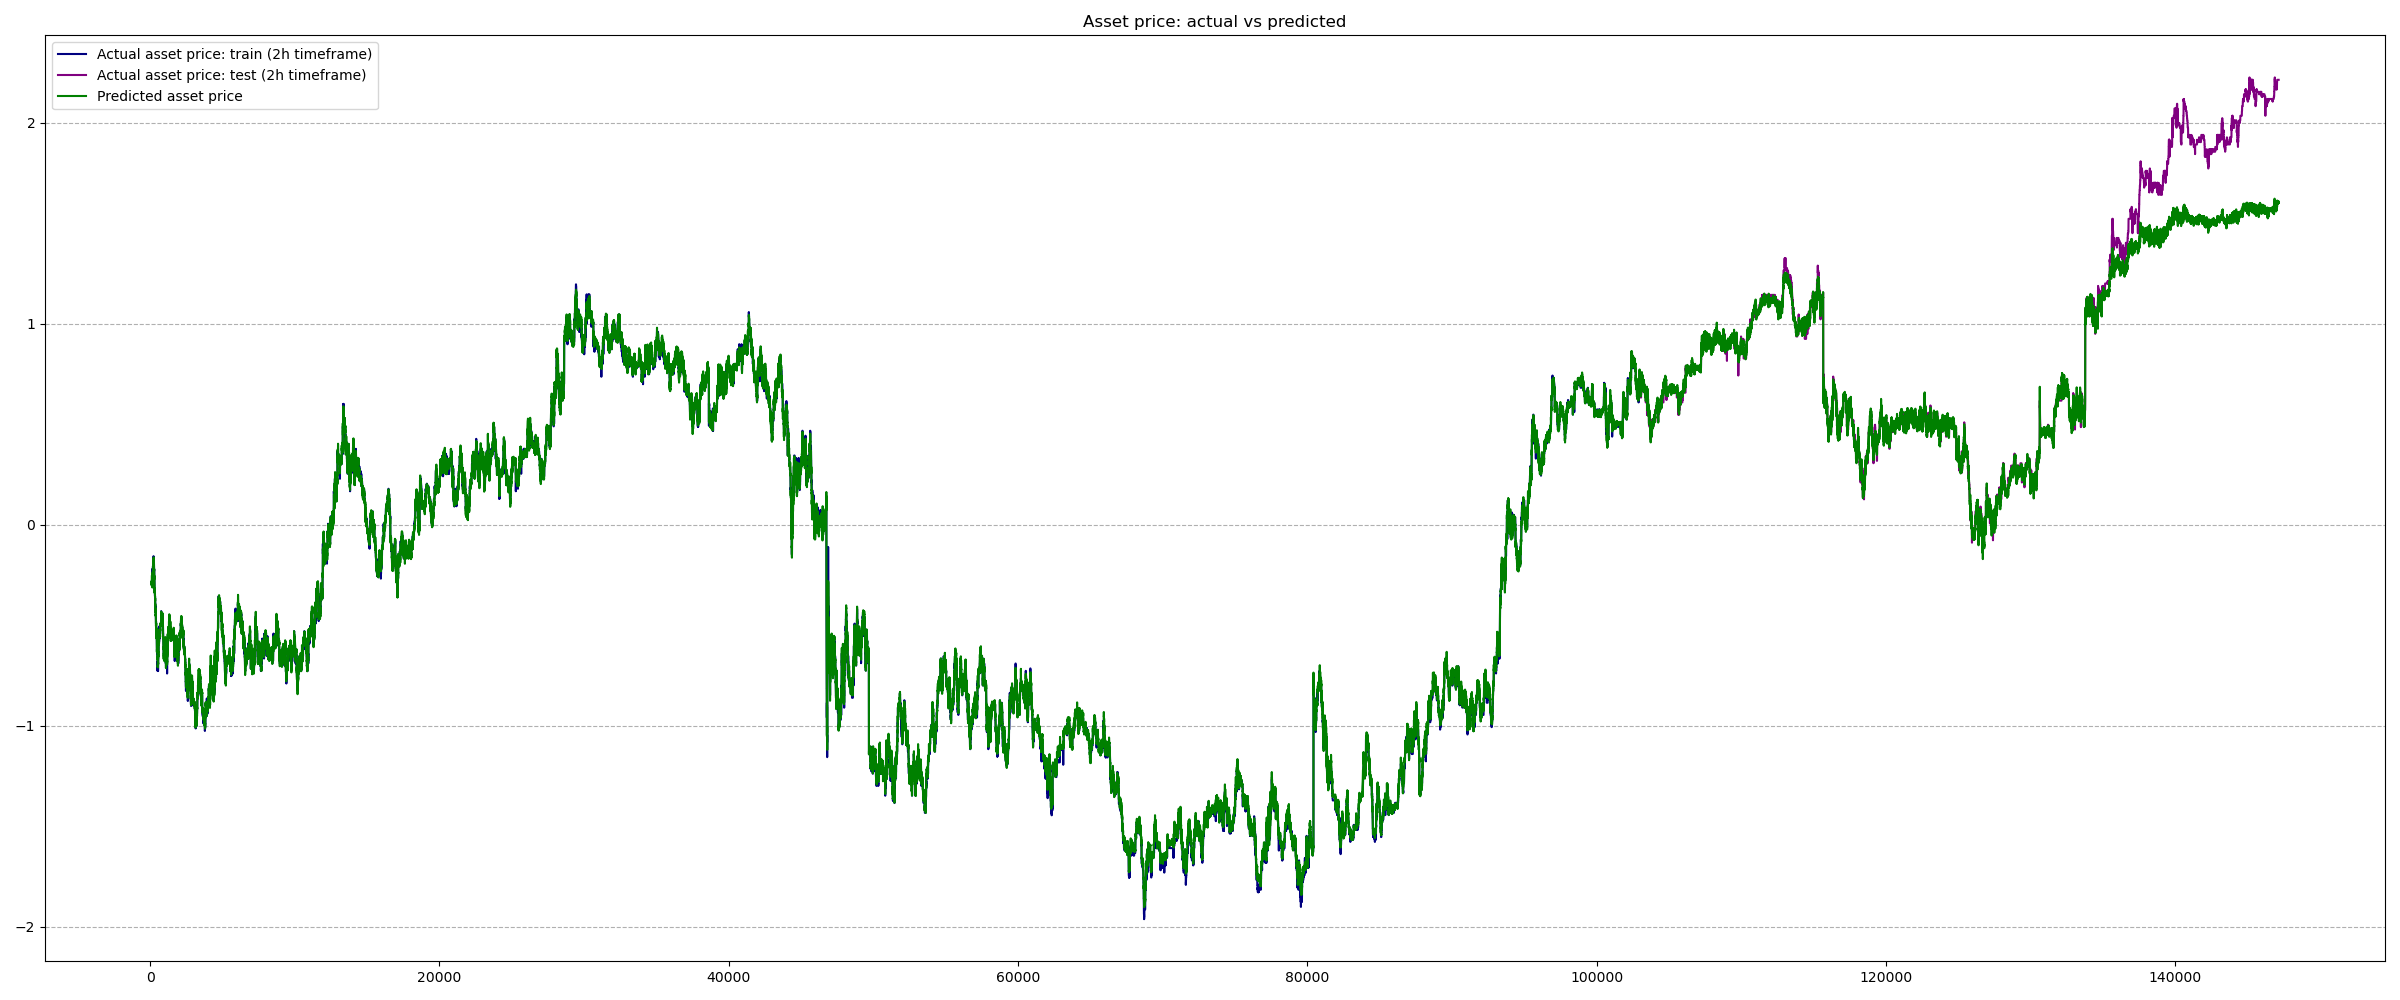 Asset price: actual vs predicted
Actual asset price: train (2h timeframe)
Actual asset price: test (2h timeframe)
Predicted asset price
2
1
0
−1
−2
0 20000 40000 60000 80000 100000 120000 140000